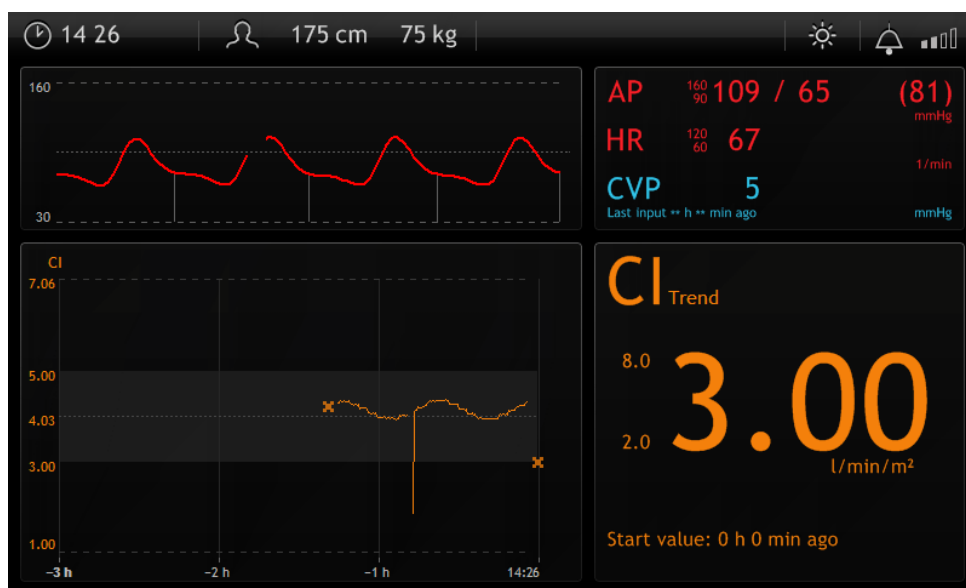 14 26 175 cm 75 kg
160
30
AP 160 90 109 / 65 (81)
mmHg
HR 120 60 67
1/min
CVP 5
Last input ** h ** min ago mmHg
CI
7.06
5.00
4.03
3.00
1.00
−3 h −2 h −1 h 14:26
CI Trend
8.0
3.00
2.0
l/min/m²
Start value: 0 h 0 min ago